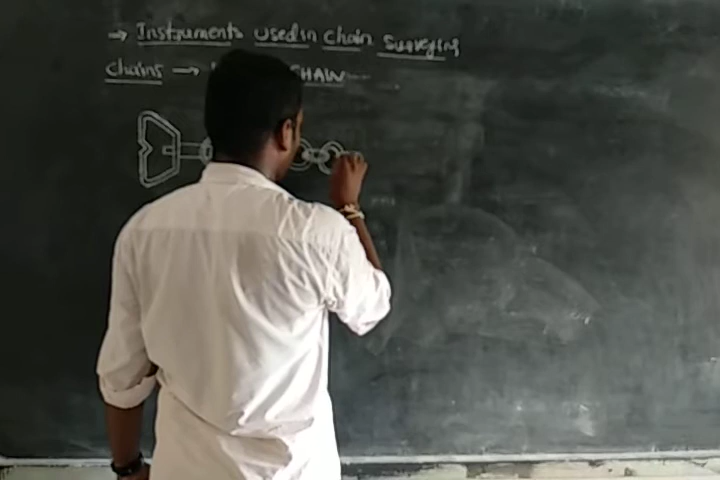 → Instruments used in chain surveying
chains →